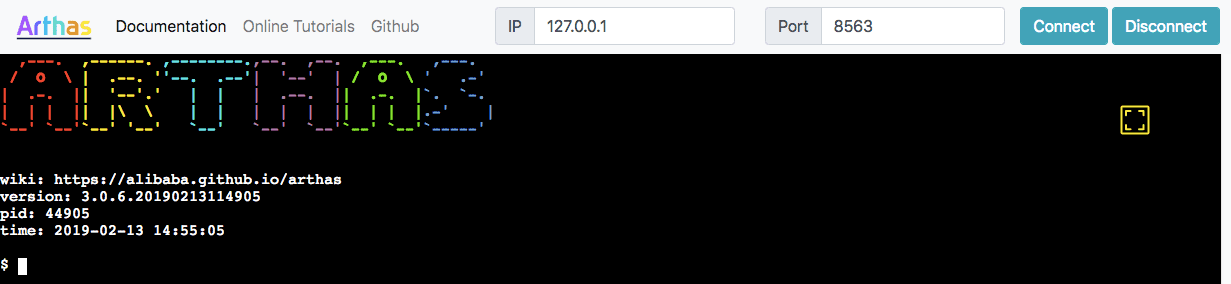 Arthas Documentation Online Tutorials Github IP 127.0.0.1 Port 8563 Connect Disconnect
ARTHAS
wiki: https://alibaba.github.io/arthas
version: 3.0.6.20190213114905
pid: 44905
time: 2019-02-13 14:55:05
$